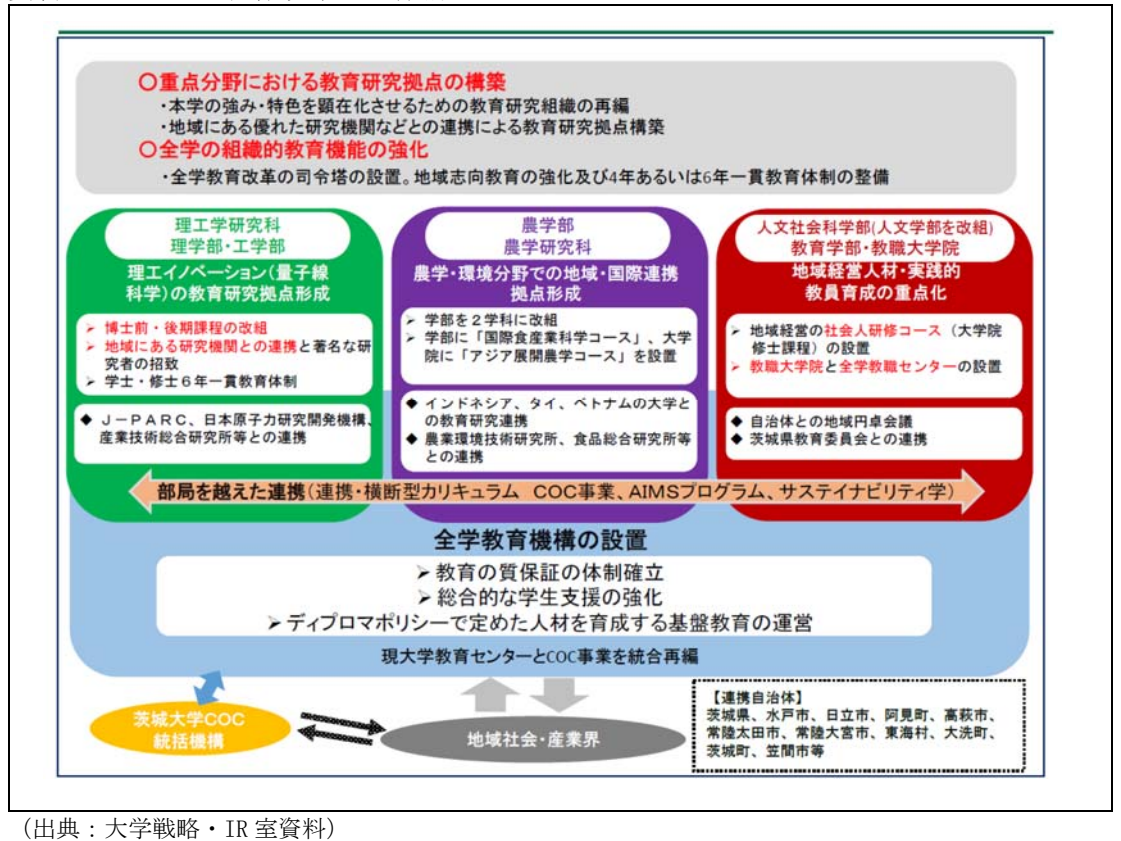 〇重点分野における教育研究拠点の構築
・本学の強み・特色を顕在化させるための教育研究組織の再編
・地域にある優れた研究機関などとの連携による教育研究拠点構築
〇全学の組織的教育機能の強化
・全学教育改革の司令塔の設置。地域志向教育の強化及び4年あるいは6年一貫教育体制の整備
理工学研究科
理学部・工学部
理工イノベーション(量子線
科学)の教育研究拠点形成
➢ 博士前・後期課程の改組
➢ 地域にある研究機関との連携と著名な研
究者の招致
➢ 学士・修士6年一貫教育体制
◆ J-PARC、日本原子力研究開発機構、
産業技術総合研究所等との連携
農学部
農学研究科
農学・環境分野での地域・国際連携
拠点形成
➢ 学部を2学科に改組
➢ 学部に「国際食産業科学コース」、大学
院に「アジア展開農学コース」を設置
◆ インドネシア、タイ、ベトナムの大学と
の教育研究連携
◆ 農業環境技術研究所、食品総合研究所等
との連携
人文社会科学部(人文学部を改組)
教育学部・教職大学院
地域経営人材・実践的
教員育成の重点化
➢ 地域経営の社会人研修コース（大学院
修士課程）の設置
➢ 教職大学院と全学教職センターの設置
◆ 自治体との地域円卓会議
◆ 茨城県教育委員会との連携
部局を越えた連携(連携・横断型カリキュラム COC事業、AIMSプログラム、サステイナビリティ学)
全学教育機構の設置
➢ 教育の質保証の体制確立
➢ 総合的な学生支援の強化
➢ ディプロマポリシーで定めた人材を育成する基盤教育の運営
現大学教育センターとCOC事業を統合再編
茨城大学COC
統括機構
地域社会・産業界
【連携自治体】
茨城県、水戸市、日立市、阿見町、高萩市、
常陸太田市、常陸大宮市、東海村、大洗町、
茨城町、笠間市等
（出典：大学戦略・IR室資料）